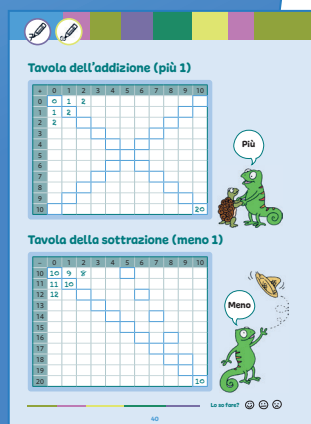 Tavola dell'addizione (più 1)
+ 0 1 2 3 4 5 6 7 8 9 10
0 0 1 2
1 1 2
2 2
3
4
5
6
7
8
9
10 20
Più
Tavola della sottrazione (meno 1)
- 0 1 2 3 4 5 6 7 8 9 10
10 10 9 8
11 11 10
12 12
13
14
15
16
17
18
19
20 10
Meno
Lo so fare?
40